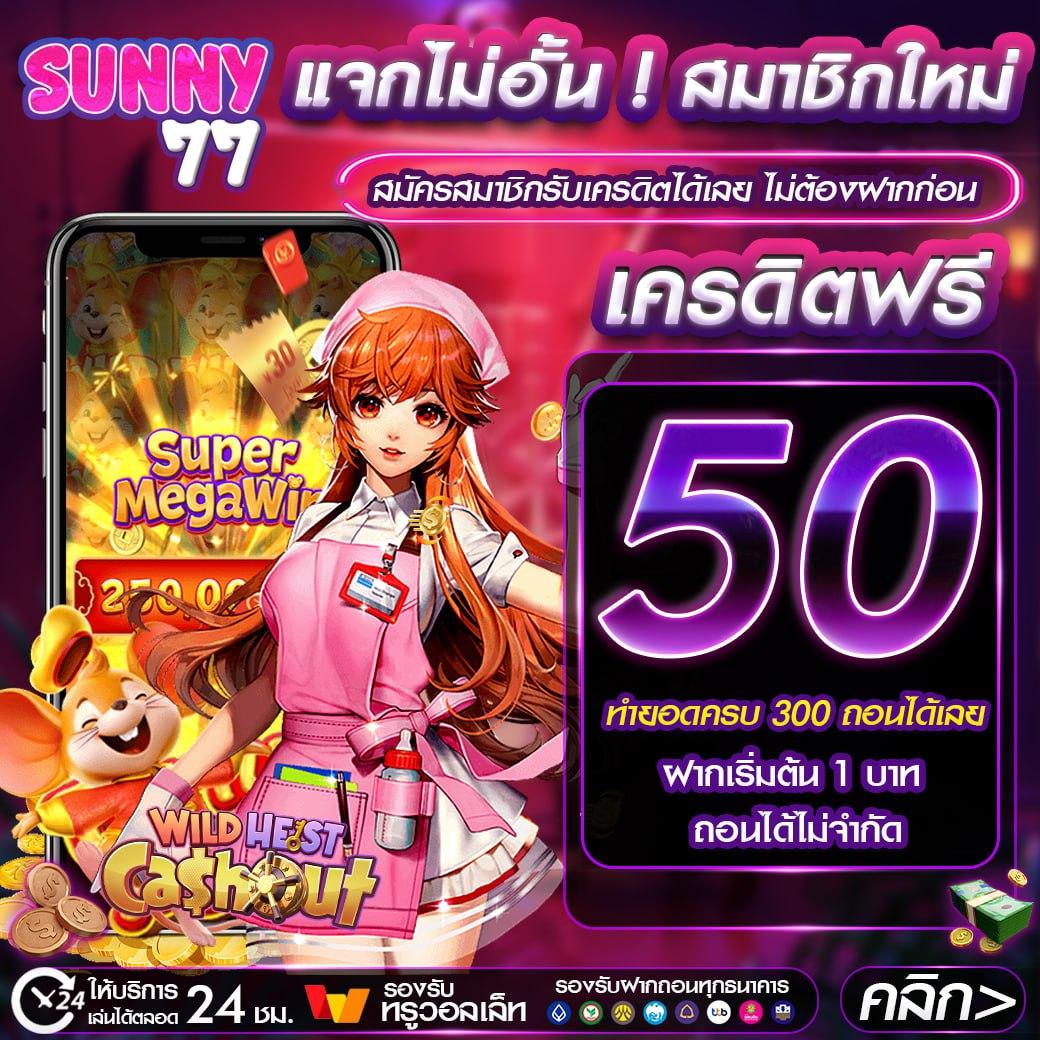 SUNNY
77
แจกไม่อั้น ! สมาชิกใหม่
สมัครสมาชิกรับเครดิตได้เลย ไม่ต้องฝากก่อน
เครดิตฟรี
50
ทำยอดครบ 300 ถอนได้เลย
ฝากเริ่มต้น 1 บาท
ถอนได้ไม่จำกัด
30
Super
MegaWin
WILD HEIST
Ca$hout
24
ให้บริการ
เล่นได้ตลอด
24 ชม.
รองรับ
ทรูวอลเล็ท
รองรับฝากถอนทุกธนาคาร
ttb
คลิก>